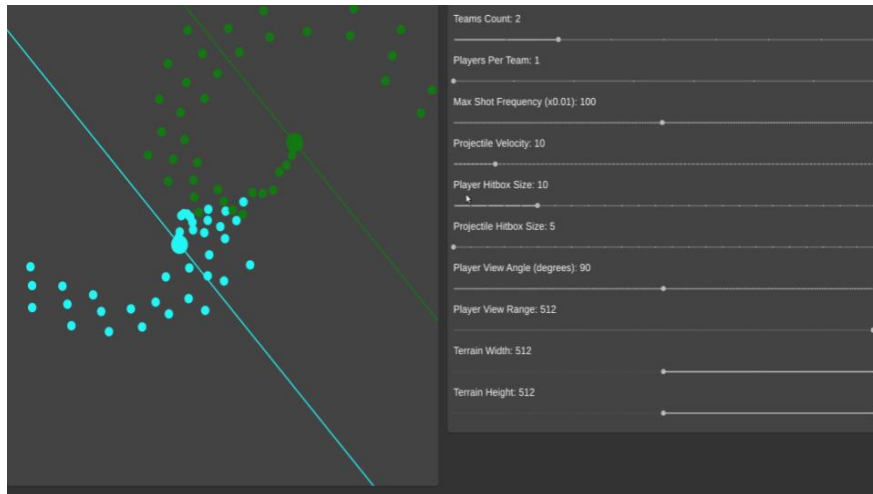 Teams Count: 2
Players Per Team: 1
Max Shot Frequency (x0.01): 100
Projectile Velocity: 10
Player Hitbox Size: 10
Projectile Hitbox Size: 5
Player View Angle (degrees): 90
Player View Range: 512
Terrain Width: 512
Terrain Height: 512